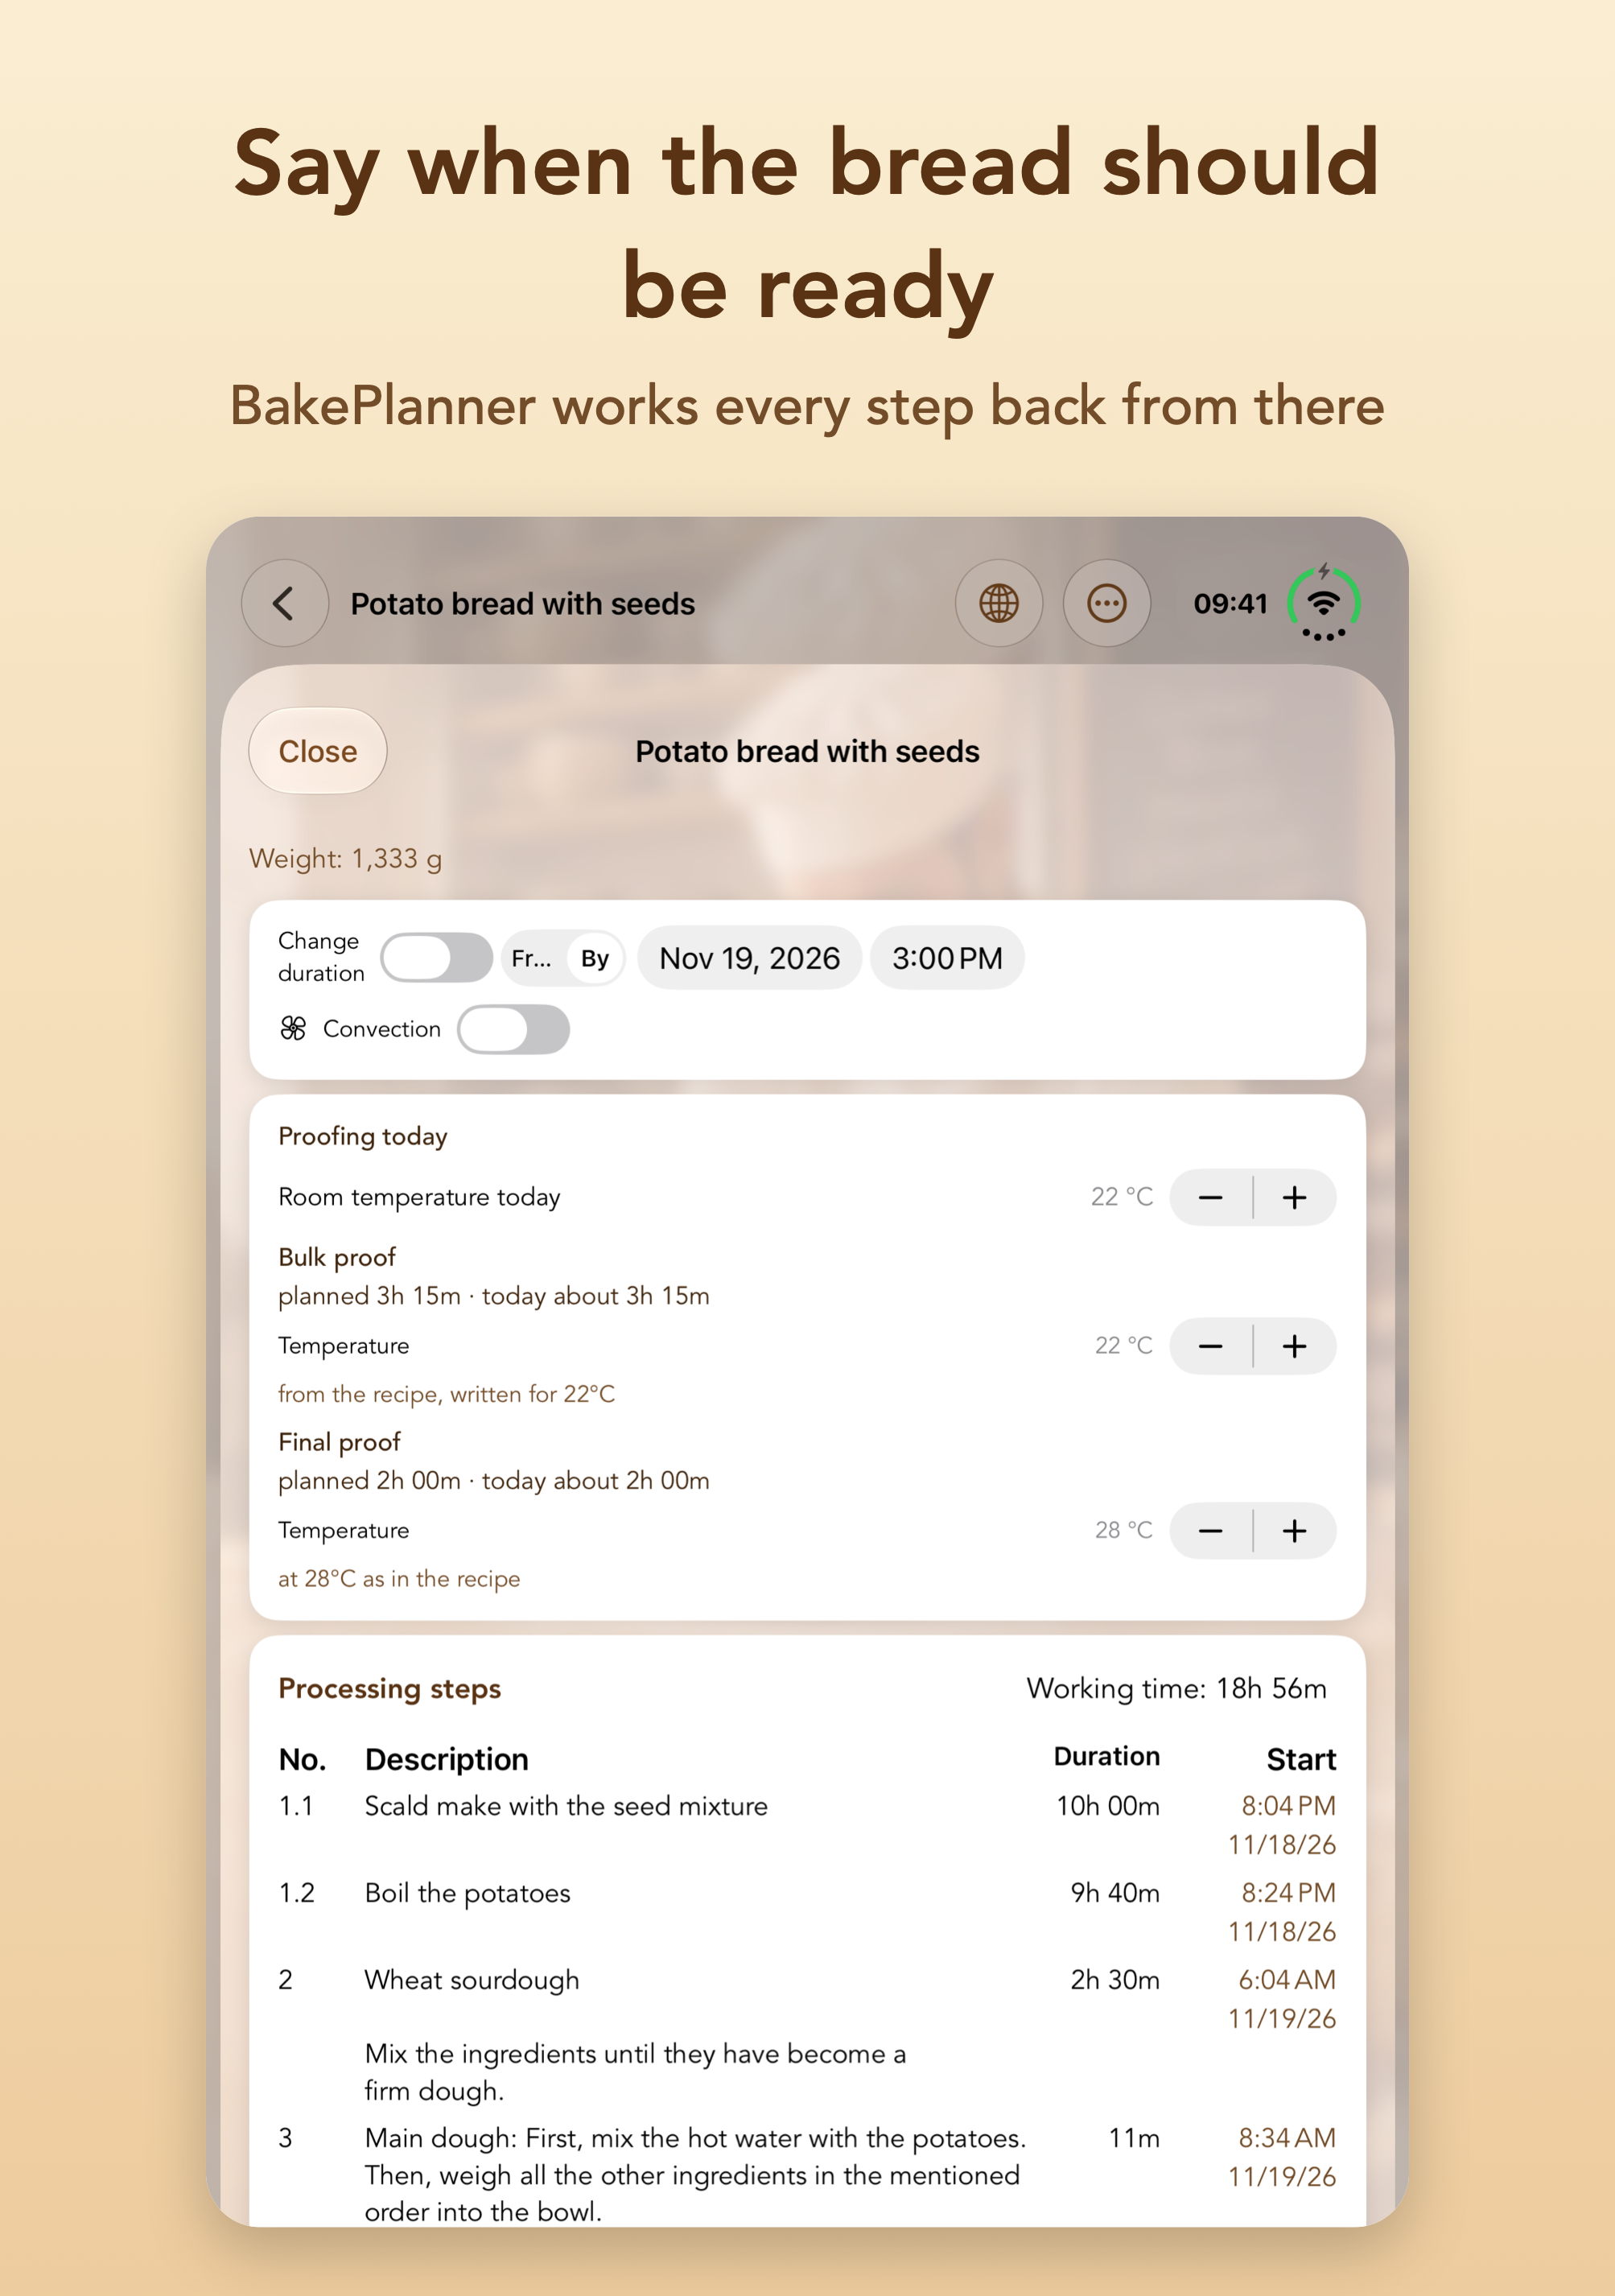 Say when the bread should
be ready
BakePlanner works every step back from there
Potato bread with seeds
09:41
Close
Potato bread with seeds
Weight: 1,333 g
Change
duration
Fr... By Nov 19, 2026 3:00 PM
Convection
Proofing today
Room temperature today 22 °C − +
Bulk proof
planned 3h 15m · today about 3h 15m
Temperature 22 °C − +
from the recipe, written for 22°C
Final proof
planned 2h 00m · today about 2h 00m
Temperature 28 °C − +
at 28°C as in the recipe
Processing steps Working time: 18h 56m
No. Description Duration Start
1.1 Scald make with the seed mixture 10h 00m 8:04 PM
11/18/26
1.2 Boil the potatoes 9h 40m 8:24 PM
11/18/26
2 Wheat sourdough 2h 30m 6:04 AM
11/19/26
Mix the ingredients until they have become a
firm dough.
3 Main dough: First, mix the hot water with the potatoes. 11m 8:34 AM
Then, weigh all the other ingredients in the mentioned 11/19/26
order into the bowl.